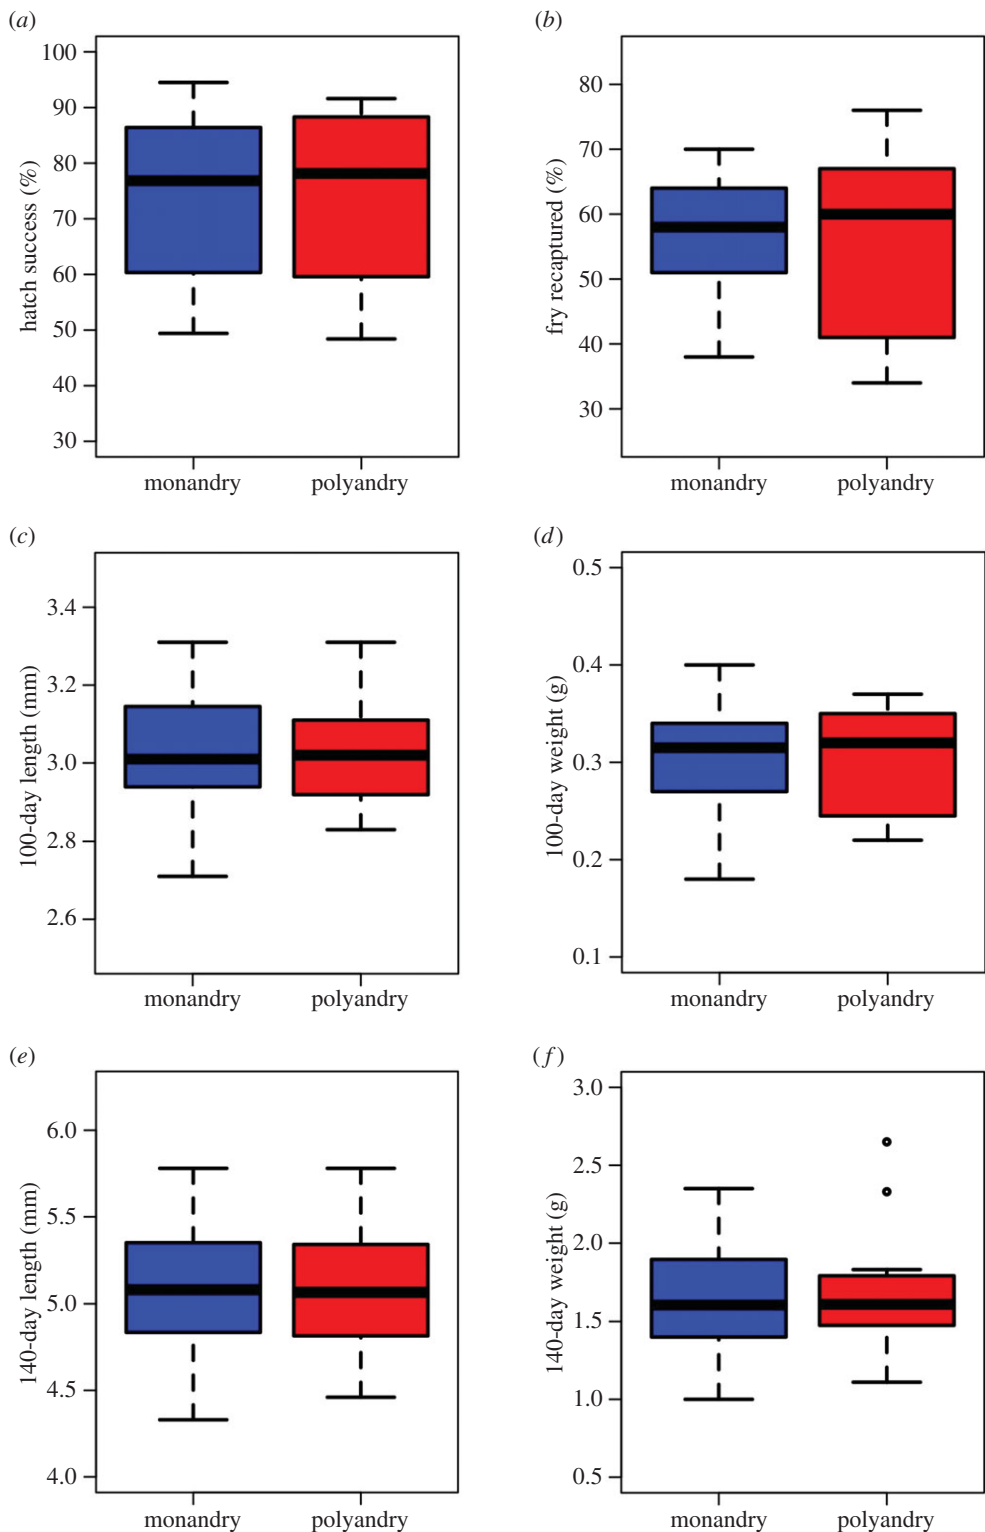 (a)
hatch success (%)
100
90
80
70
60
50
40
30
monandry polyandry
(b)
fry recaptured (%)
80
70
60
50
40
30
monandry polyandry
(c)
100-day length (mm)
3.4
3.2
3.0
2.8
2.6
monandry polyandry
(d)
100-day weight (g)
0.5
0.4
0.3
0.2
0.1
monandry polyandry
(e)
140-day length (mm)
6.0
5.5
5.0
4.5
4.0
monandry polyandry
(f)
140-day weight (g)
3.0
2.5
2.0
1.5
1.0
0.5
monandry polyandry